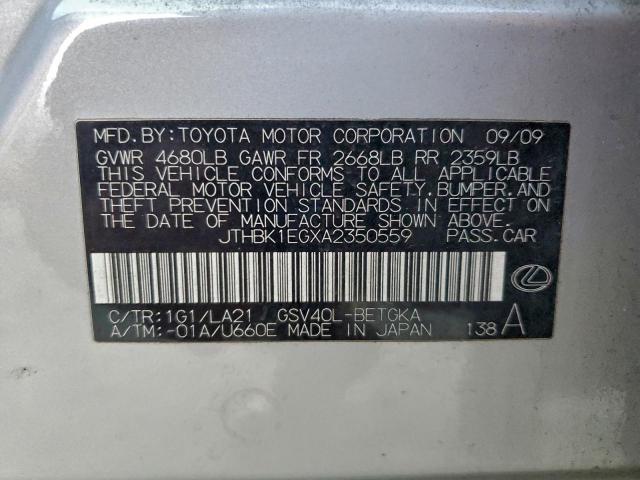 MFD. BY: TOYOTA MOTOR CORPORATION 09/09
GVWR 4680LB GAWR FR 2668LB RR 2359LB
THIS VEHICLE CONFORMS TO ALL APPLICABLE
FEDERAL MOTOR VEHICLE SAFETY, BUMPER, AND
THEFT PREVENTION STANDARDS IN EFFECT ON
THE DATE OF MANUFACTURE SHOWN ABOVE.
JTHBK1EGXA2350559 PASS. CAR
C/TR: 1G1/LA21 GSV40L-BETGKA
A/TM: -01A/U660E MADE IN JAPAN 138 A